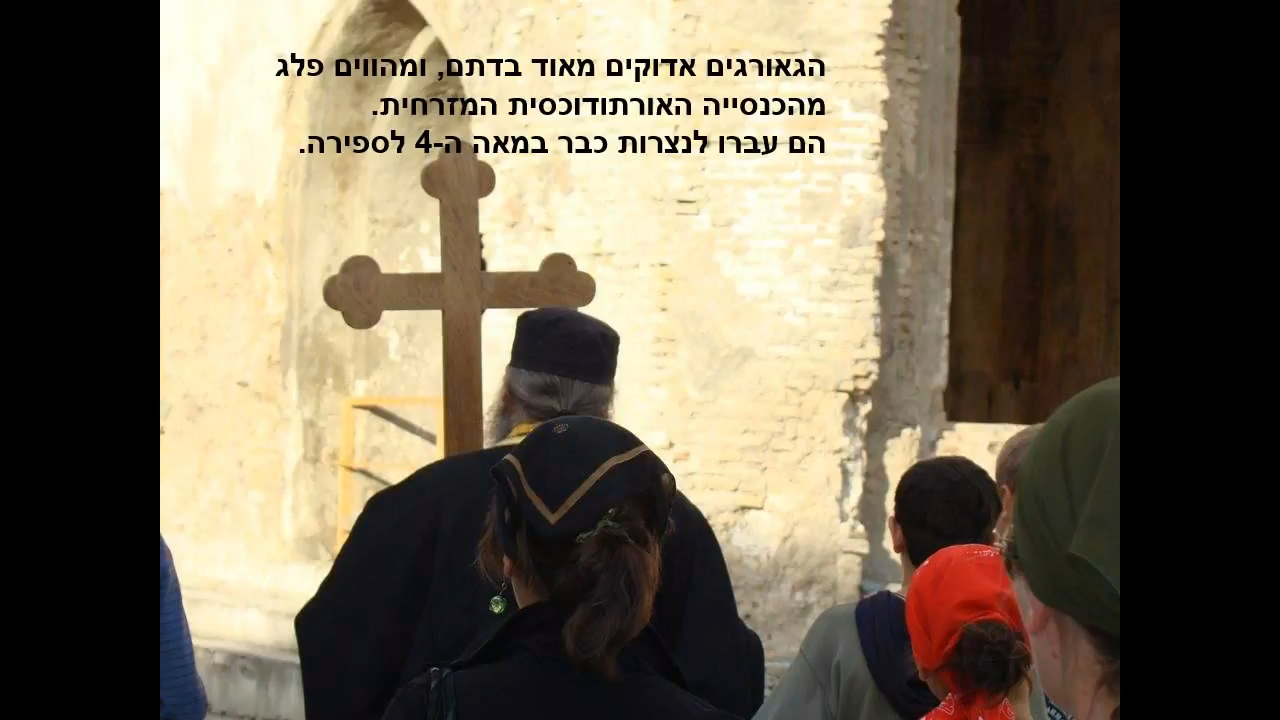 הגאורגים אדוקים מאוד בדתם, ומהווים פלג
מהכנסייה האורתודוכסית המזרחית.
הם עברו לנצרות כבר במאה ה-4 לספירה.